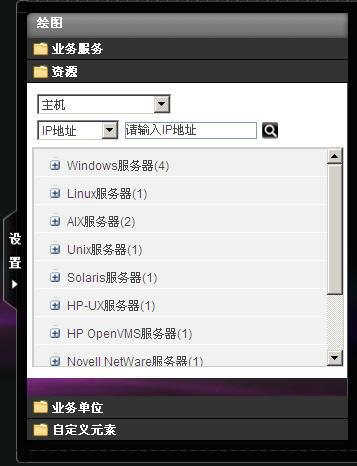 绘图
业务服务
资源
主机
IP地址 请输入IP地址
Windows服务器(4)
Linux服务器(1)
AIX服务器(2)
Unix服务器(1)
Solaris服务器(1)
HP-UX服务器(1)
HP OpenVMS服务器(1)
Novell NetWare服务器(1)
业务单位
自定义元素
设
置